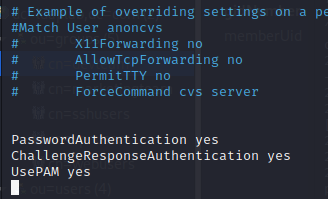 # Example of overriding settings on a pe
#Match User anoncvs
#       X11Forwarding no
#       AllowTcpForwarding no
#       PermitTTY no
#       ForceCommand cvs server
PasswordAuthentication yes
ChallengeResponseAuthentication yes
UsePAM yes